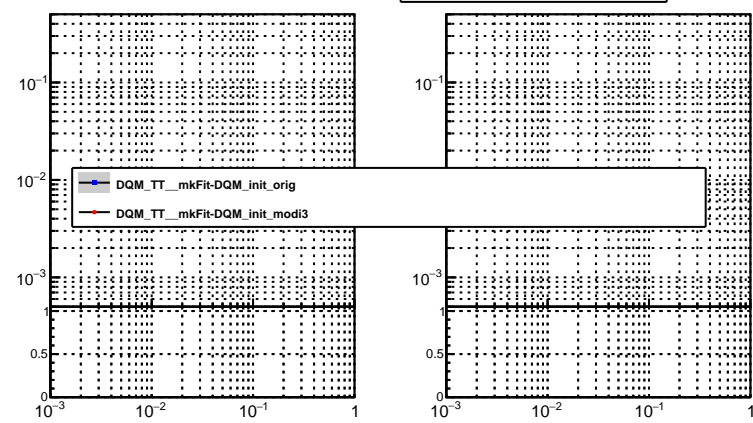 10⁻¹ 10⁻¹
10⁻² 
DQM_TT__mkFit-DQM_init_orig
DQM_TT__mkFit-DQM_init_modi3
10⁻³ 10⁻³
1 1
0.5 0.5
0 0
10⁻³ 10⁻² 10⁻¹ 1 10⁻³ 10⁻² 10⁻¹ 1